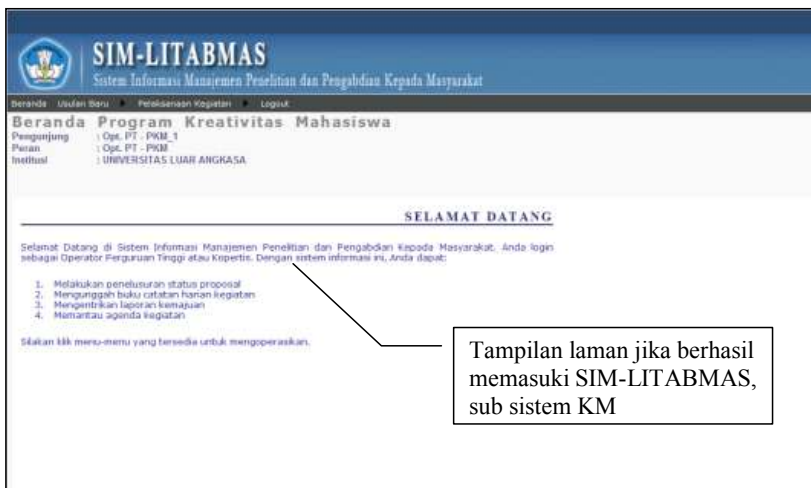 SIM-LITABMAS
Sistem Informasi Manajemen Penelitian dan Pengabdian Kepada Masyarakat
Beranda Usulan Baru Pelaksanaan Kegiatan Logout
Beranda Program Kreativitas Mahasiswa
Pengunjung : Opt. PT - PKM_1
Peran : Opt. PT - PKM
Institusi : UNIVERSITAS LUAR ANGKASA
SELAMAT DATANG
Selamat Datang di Sistem Informasi Manajemen Penelitian dan Pengabdian Kepada Masyarakat. Anda login
sebagai Operator Perguruan Tinggi atau Kopertis. Dengan sistem informasi ini, Anda dapat:
1. Melakukan penelusuran status proposal
2. Mengunggah buku catatan harian kegiatan
3. Mengentrikan laporan kemajuan
4. Memantau agenda kegiatan
Silakan klik menu-menu yang tersedia untuk mengoperasikan.
Tampilan laman jika berhasil
memasuki SIM-LITABMAS,
sub sistem KM